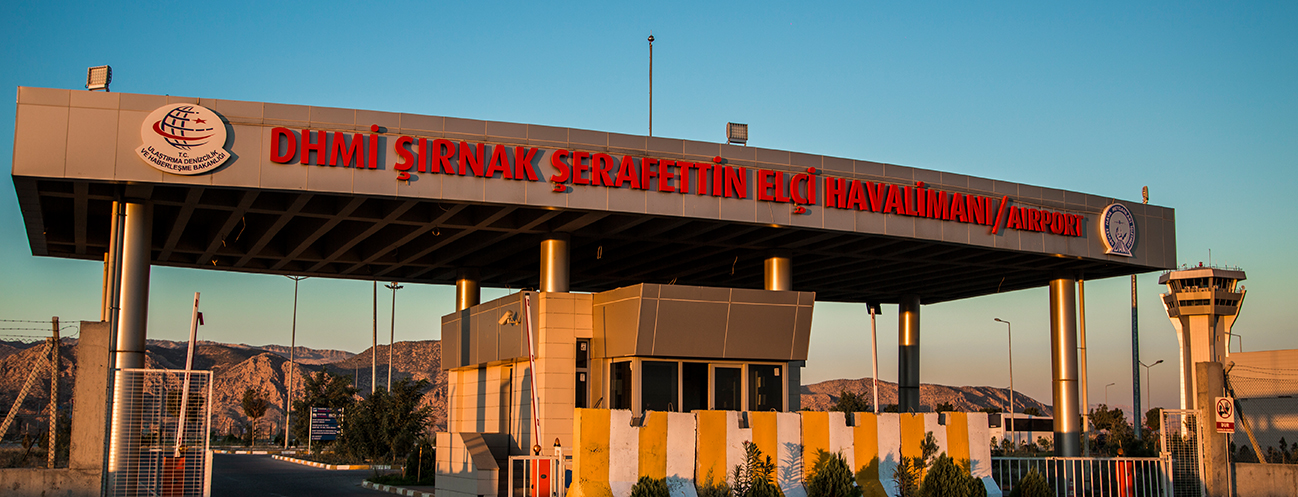 T.C.
ULAŞTIRMA DENİZCİLİK
VE HABERLEŞME BAKANLIĞI
DHMİ ŞIRNAK ŞERAFETTİN ELÇİ HAVALİMANI/AIRPORT